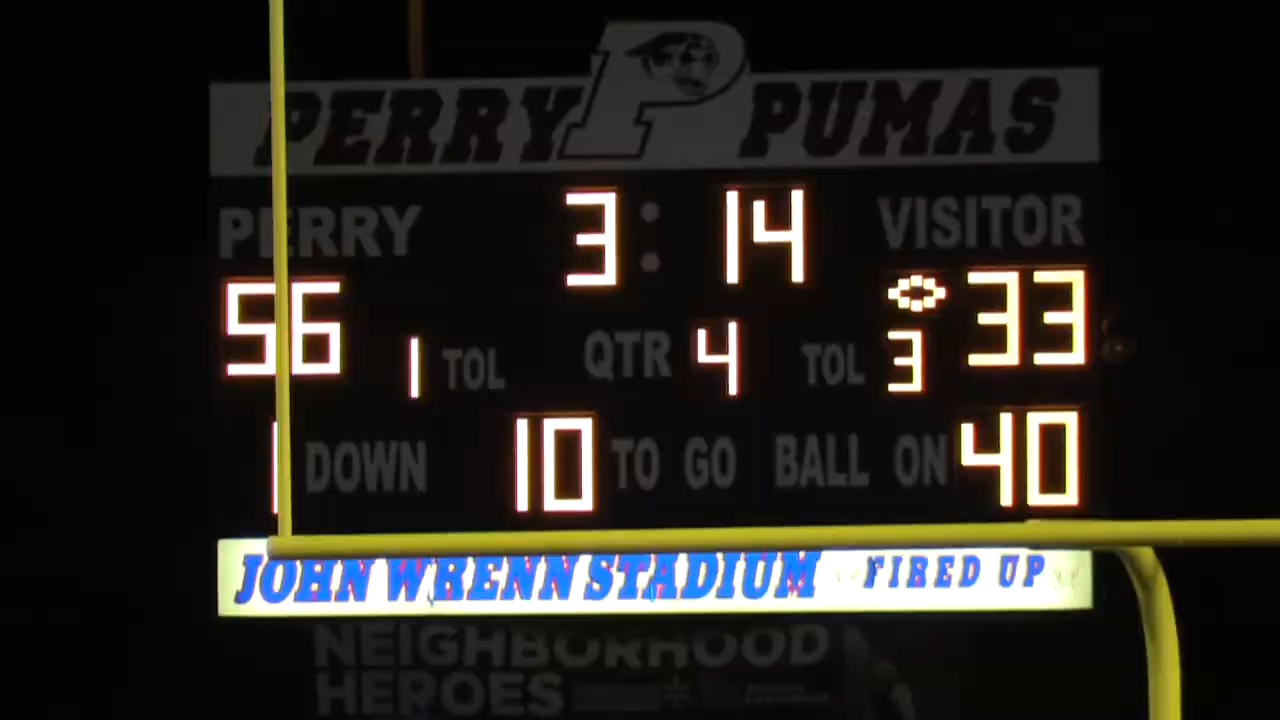 PERRY P PUMAS
PERRY 3:14 VISITOR
56 1 TOL QTR 4 TOL 3 33
1 DOWN 10 TO GO BALL ON 40
JOHN WRENN STADIUM FIRED UP
NEIGHBORHOOD
HEROES